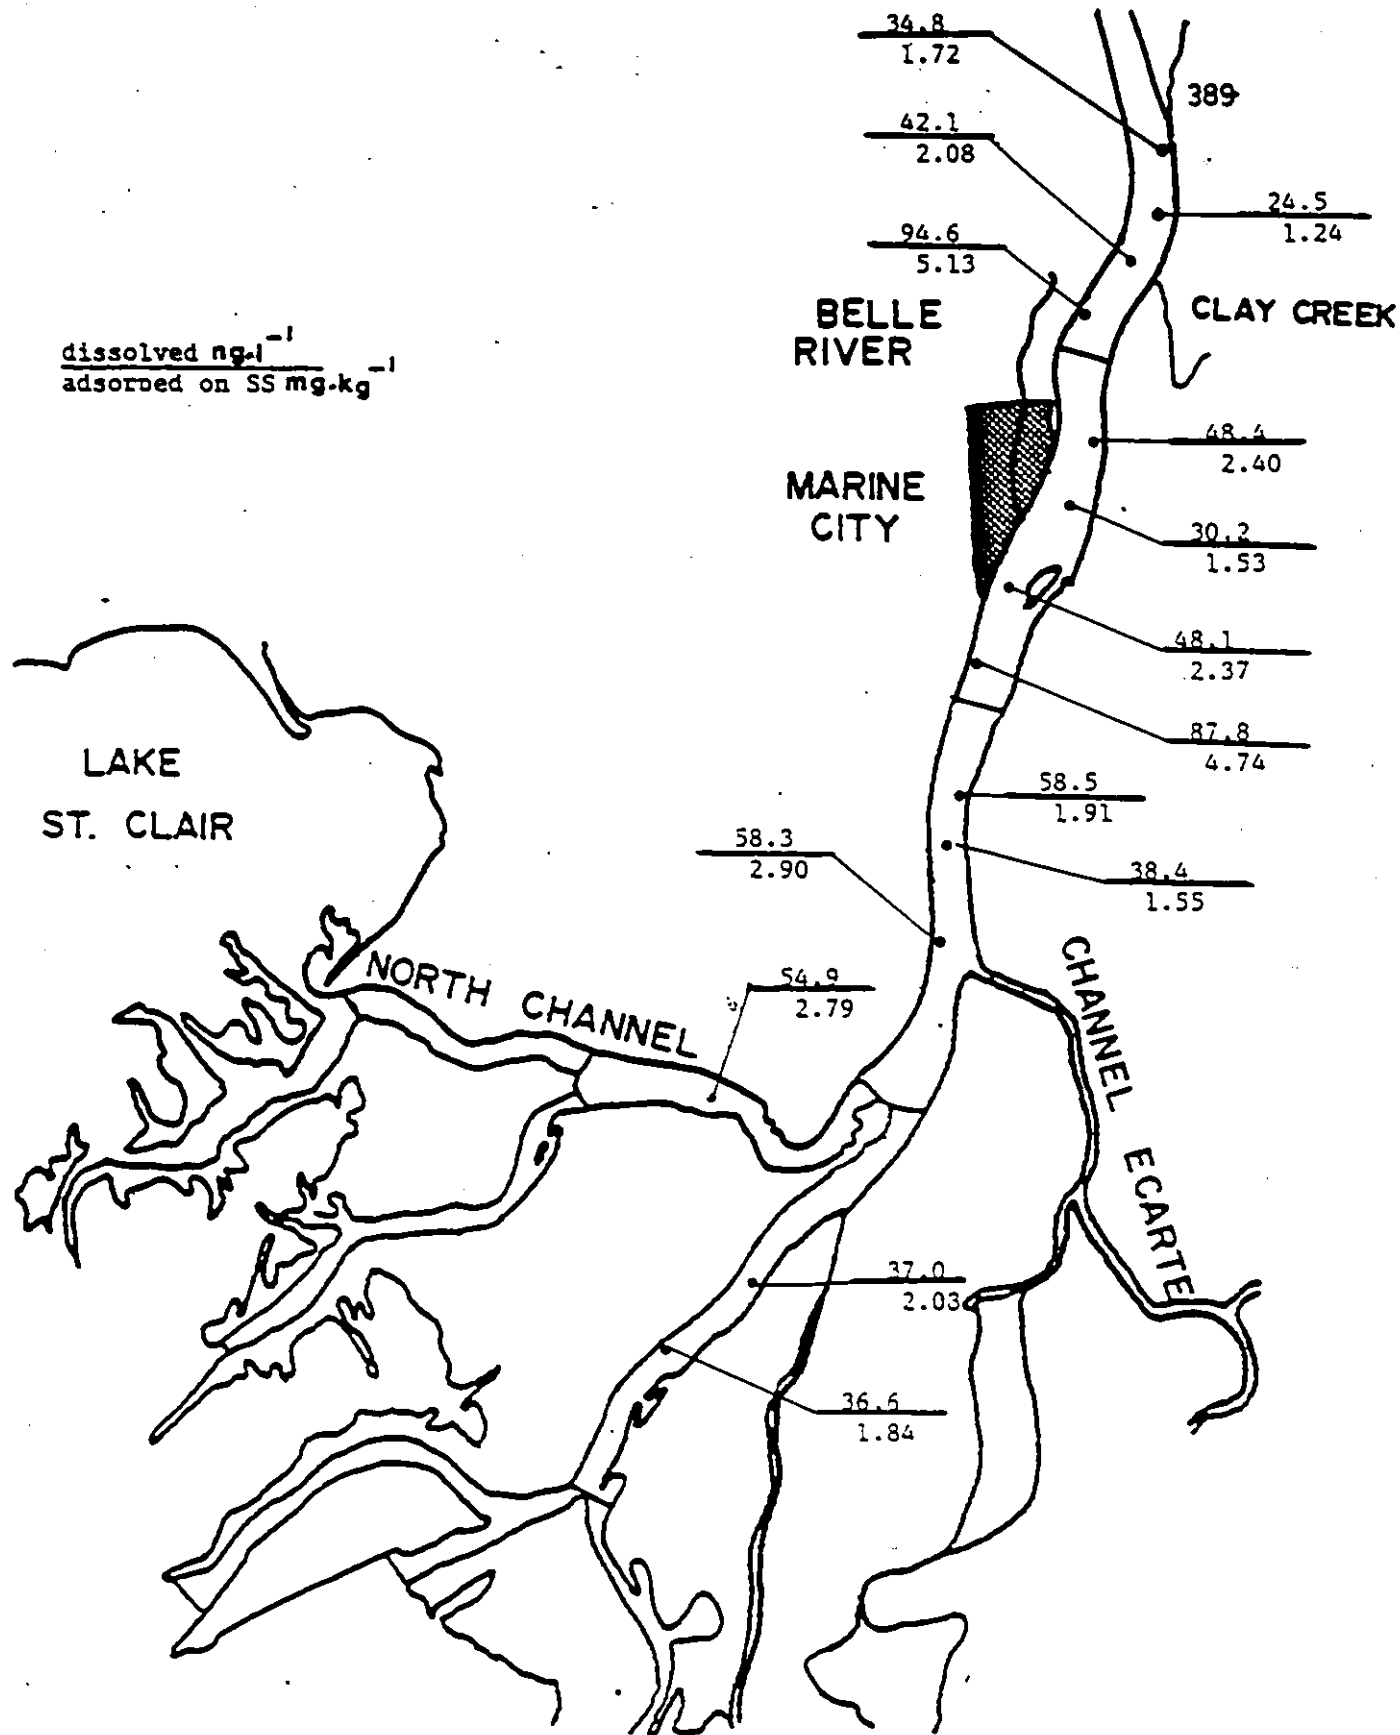 34.8
1.72
389
42.1
2.08
24.5
1.24
94.6
5.13
BELLE
RIVER
CLAY CREEK
dissolved ng.l⁻¹
adsorbed on SS mg.kg⁻¹
48.4
2.40
MARINE
CITY
30.2
1.53
48.1
2.37
87.8
4.74
LAKE
ST. CLAIR
58.5
1.91
58.3
2.90
38.4
1.55
NORTH CHANNEL
54.9
2.79
CHANNEL ECARTE
37.0
2.03
36.6
1.84